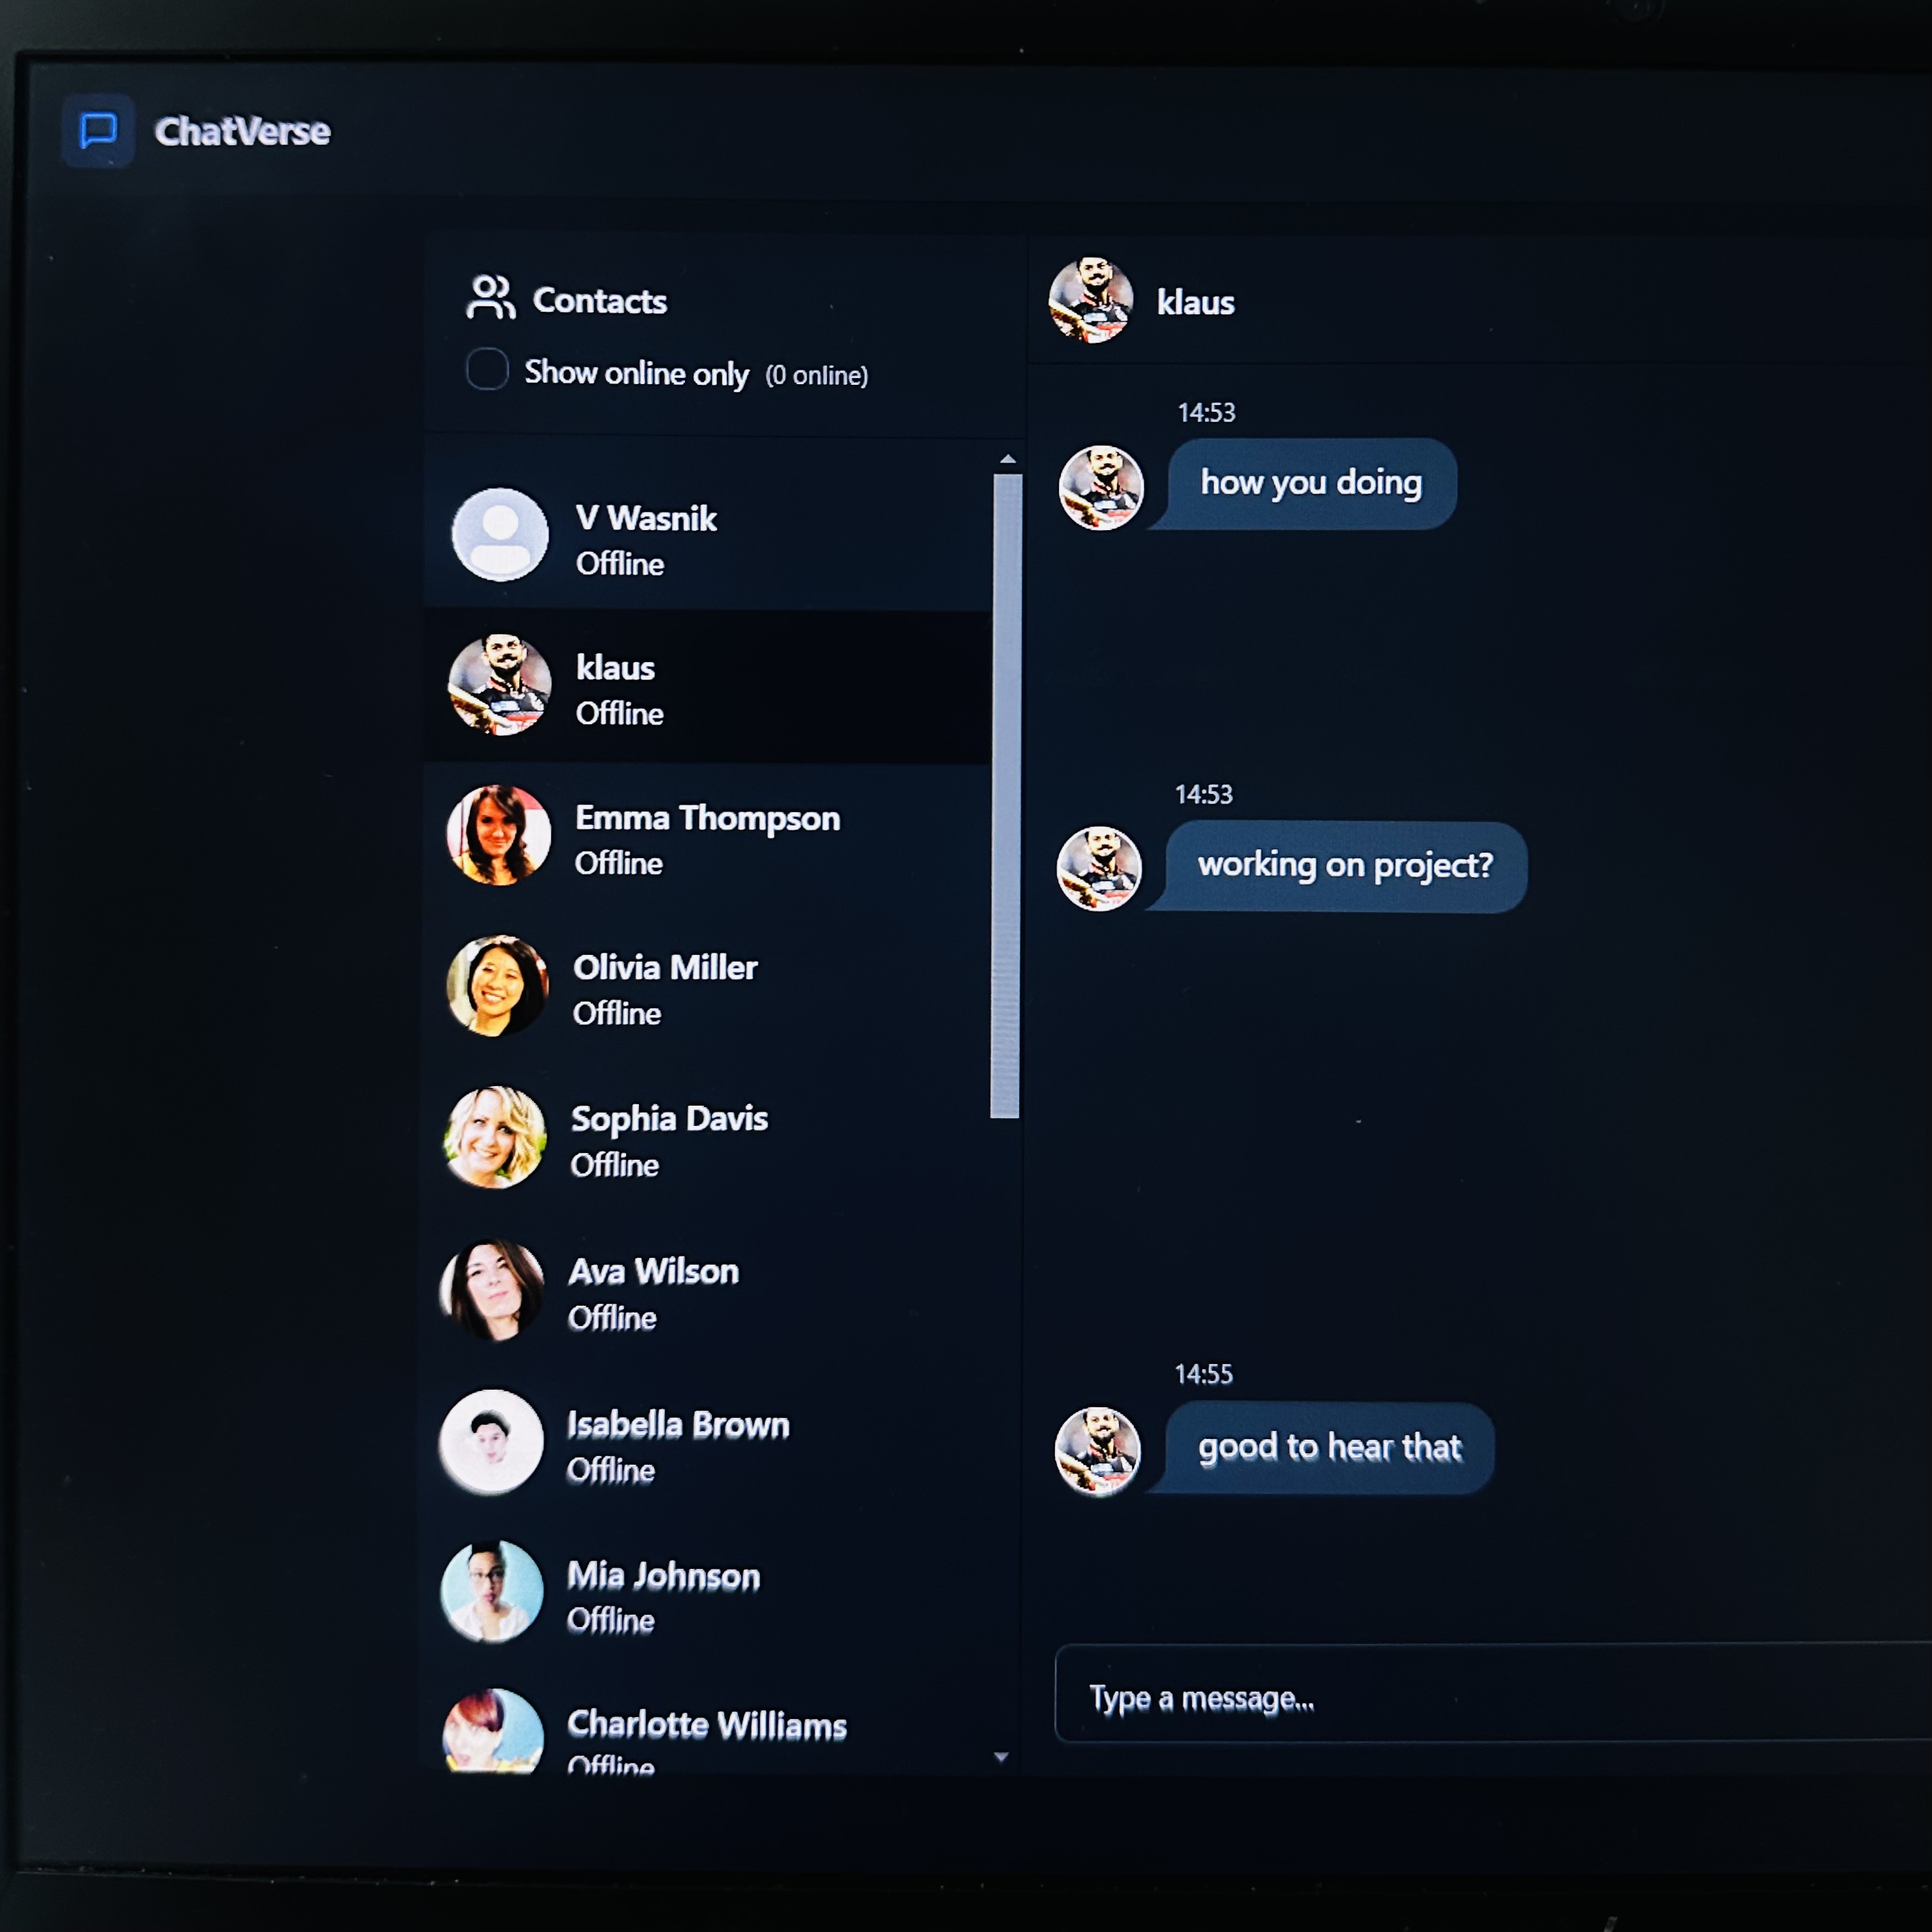 ChatVerse
Contacts
Show online only (0 online)
V Wasnik
Offline
klaus
Offline
Emma Thompson
Offline
Olivia Miller
Offline
Sophia Davis
Offline
Ava Wilson
Offline
Isabella Brown
Offline
Mia Johnson
Offline
Charlotte Williams
Offline
klaus
14:53
how you doing
14:53
working on project?
14:55
good to hear that
Type a message...